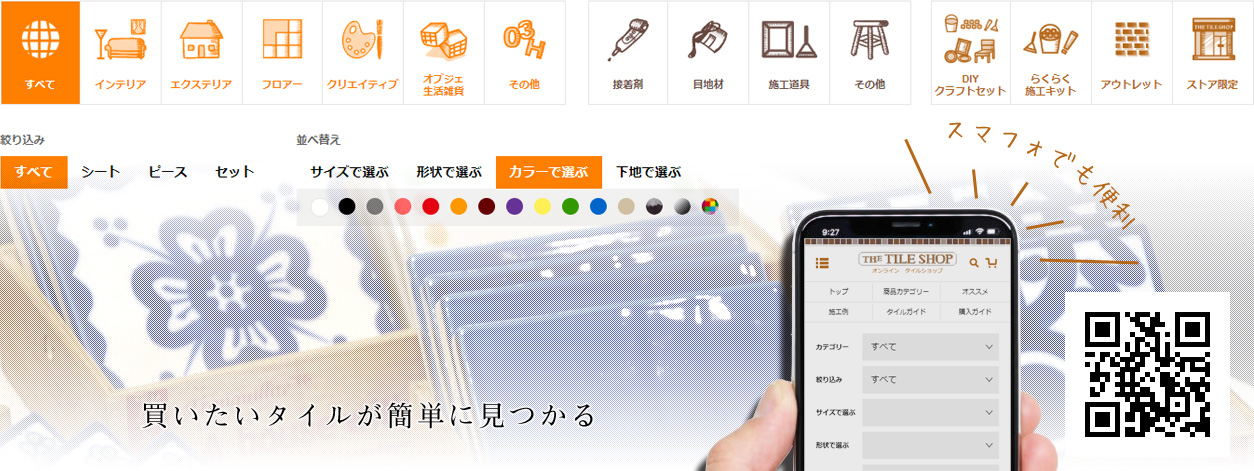 すべて
インテリア
エクステリア
フロアー
クリエイティブ
オブジェ
生活雑貨
その他
接着剤
目地材
施工道具
その他
THE TILE SHOP
DIY
クラフトセット
らくらく
施工キット
アウトレット
ストア限定
絞り込み
並べ替え
すべて
シート
ピース
セット
サイズで選ぶ
形状で選ぶ
カラーで選ぶ
下地で選ぶ
スマフォでも便利
9:27
THE TILE SHOP
オンライン タイルショップ
トップ
商品カテゴリー
オススメ
施工例
タイルガイド
購入ガイド
カテゴリー
すべて
絞り込み
すべて
サイズで選ぶ
形状で選ぶ
買いたいタイルが簡単に見つかる